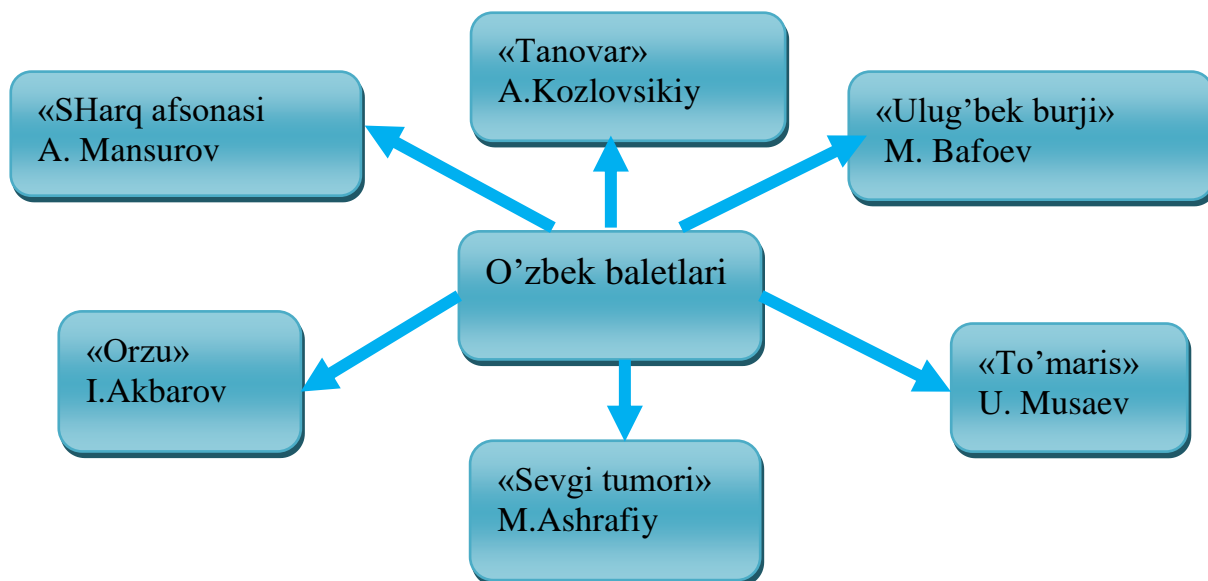 «Tanovar»
A.Kozlovsikiy
«SHarq afsonasi
A. Mansurov
«Ulug’bek burji»
M. Bafoev
O’zbek baletlari
«Orzu»
I.Akbarov
«To’maris»
U. Musaev
«Sevgi tumori»
M.Ashrafiy